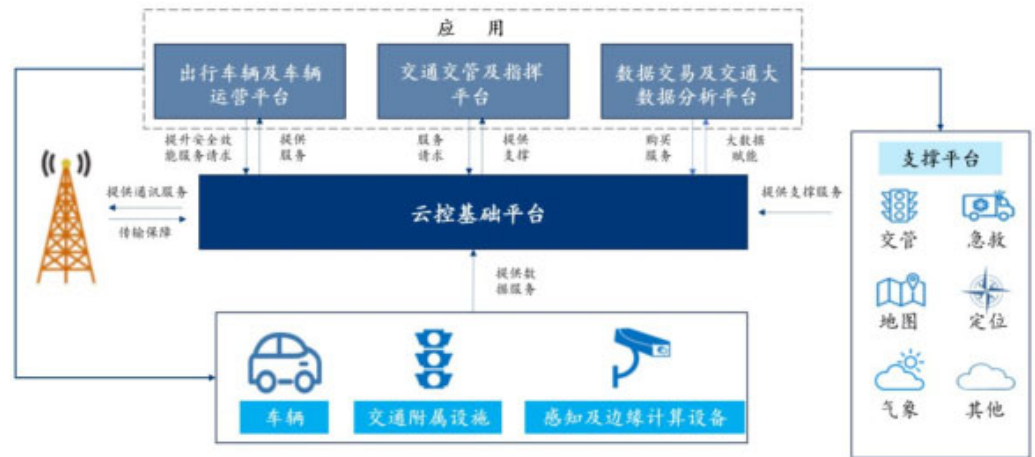 应 用
出行车辆及车辆
运营平台
交通交管及指挥
平台
数据交易及交通大
数据分析平台
提升安全效
能服务请求
提供
服务
服务
请求
提供
支撑
购买
服务
大数据
赋能
提供通讯服务
传输保障
云控基础平台
提供支撑服务
支撑平台
交管
急救
地图
定位
气象
其他
提供数
据服务
车辆
交通附属设施
感知及边缘计算设备